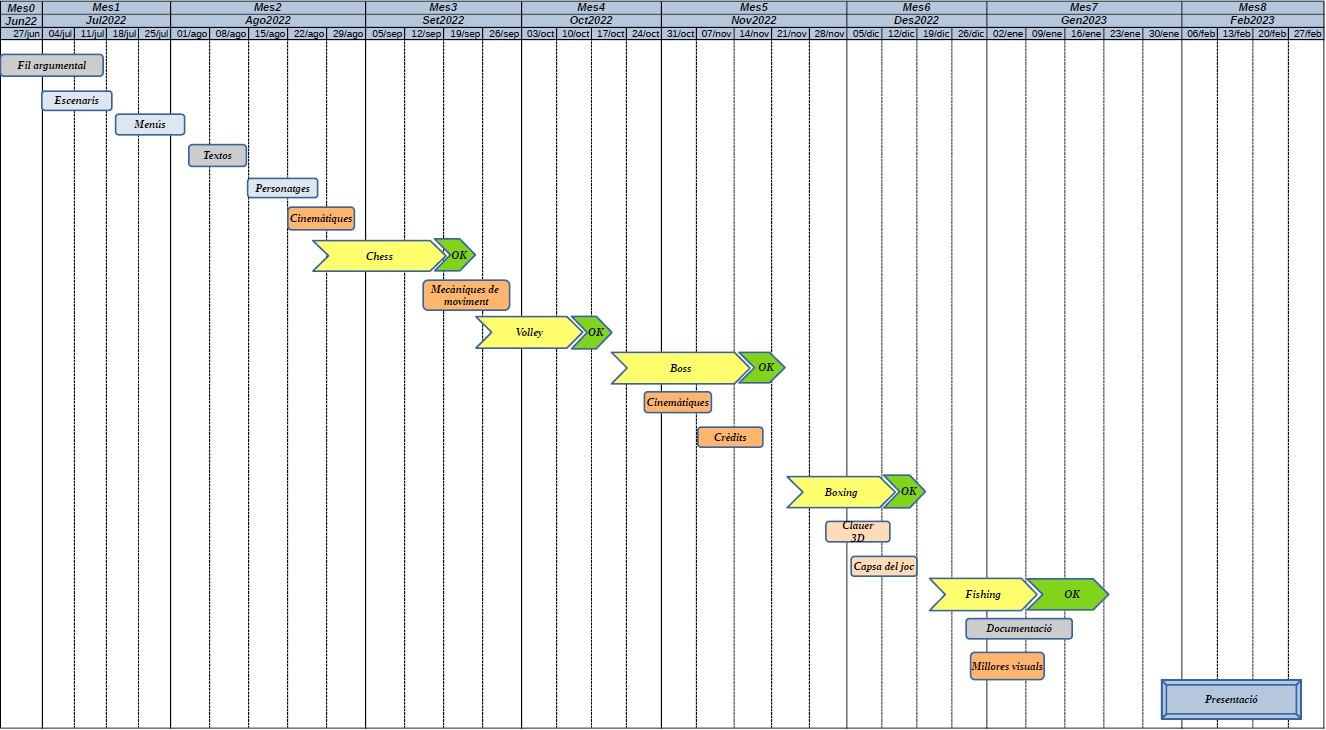 Mes0 Mes1 Mes2 Mes3 Mes4 Mes5 Mes6 Mes7 Mes8
Jun22 Jul2022 Ago2022 Set2022 Oct2022 Nov2022 Des2022 Gen2023 Feb2023
27/jun 04/jul 11/jul 18/jul 25/jul 01/ago 08/ago 15/ago 22/ago 29/ago 05/sep 12/sep 19/sep 26/sep 03/oct 10/oct 17/oct 24/oct 31/oct 07/nov 14/nov 21/nov 28/nov 05/dic 12/dic 19/dic 26/dic 02/ene 09/ene 16/ene 23/ene 30/ene 06/feb 13/feb 20/feb 27/feb
Fil argumental
Escenaris
Menús
Textos
Personatges
Cinemàtiques
Chess OK
Mecàniques de
moviment
Volley OK
Boss OK
Cinemàtiques
Crèdits
Boxing OK
Clauer
3D
Capsa del joc
Fishing OK
Documentació
Millores visuals
Presentació